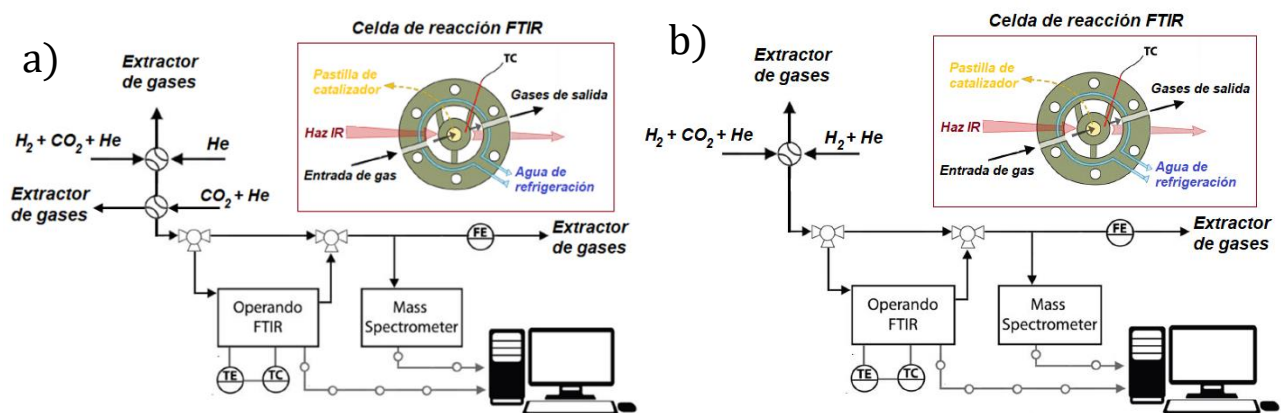 a)
Celda de reacción FTIR
Extractor
de gases
Pastilla de
catalizador
TC
Gases de salida
Haz IR
Entrada de gas
Agua de
refrigeración
H₂ + CO₂ + He
He
Extractor
de gases
CO₂ + He
FE
Extractor
de gases
Operando
FTIR
Mass
Spectrometer
TE
TC
b)
Celda de reacción FTIR
Extractor
de gases
Pastilla de
catalizador
TC
Gases de salida
Haz IR
Entrada de gas
Agua de
refrigeración
H₂ + CO₂ + He
H₂ + He
FE
Extractor
de gases
Operando
FTIR
Mass
Spectrometer
TE
TC